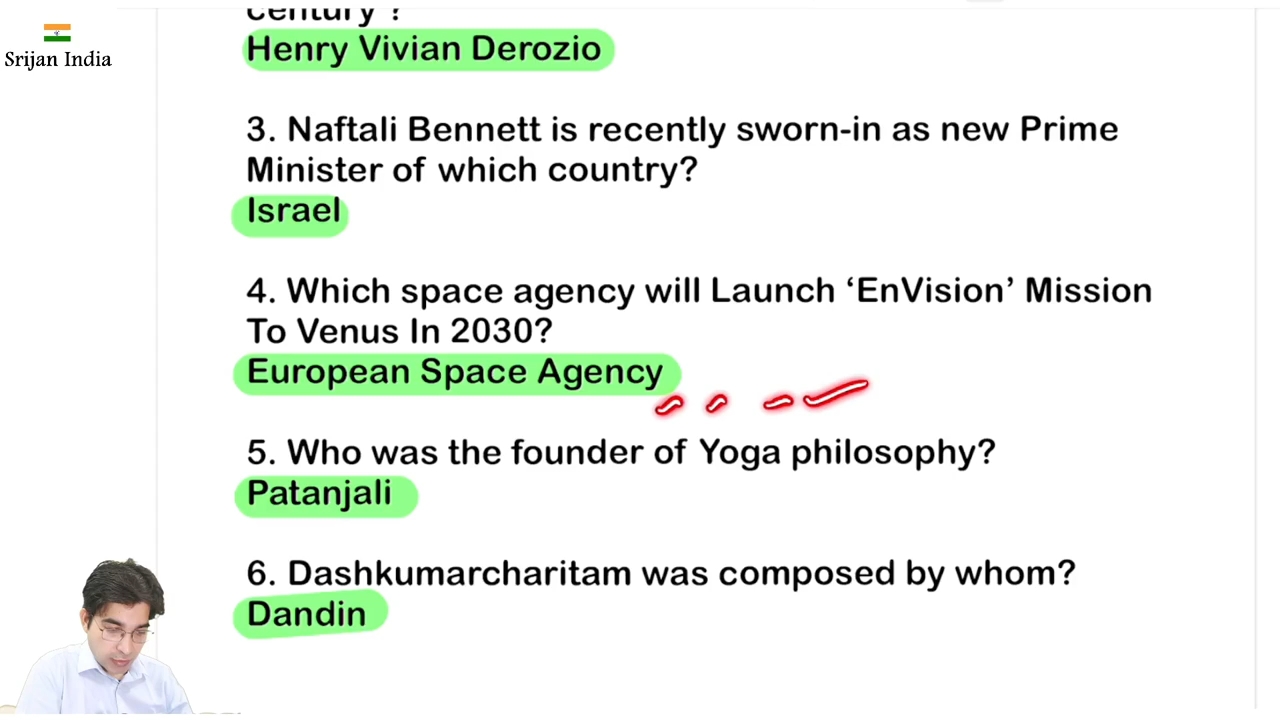 century ?
Henry Vivian Derozio
Srijan India
3. Naftali Bennett is recently sworn-in as new Prime
Minister of which country?
Israel
4. Which space agency will Launch ‘EnVision’ Mission
To Venus In 2030?
European Space Agency
5. Who was the founder of Yoga philosophy?
Patanjali
6. Dashkumarcharitam was composed by whom?
Dandin